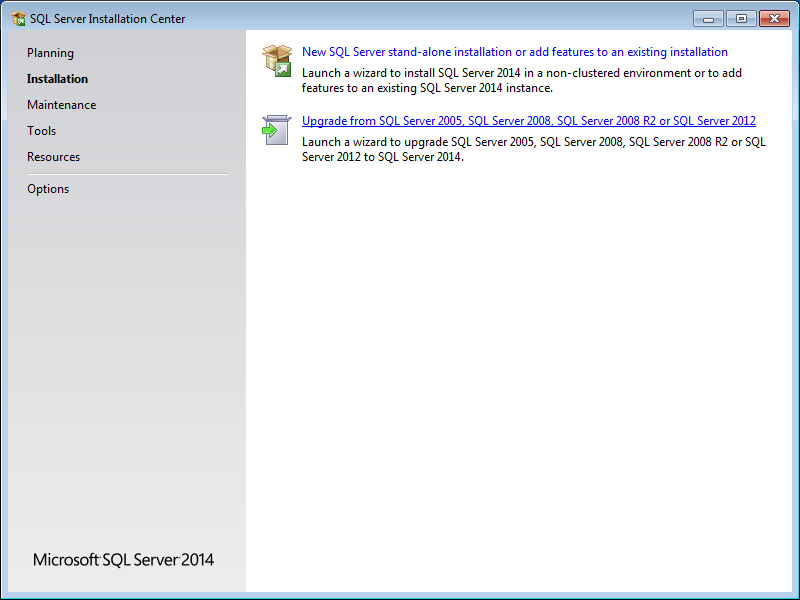 SQL Server Installation Center
Planning
Installation
Maintenance
Tools
Resources
Options
Microsoft SQL Server 2014
New SQL Server stand-alone installation or add features to an existing installation
Launch a wizard to install SQL Server 2014 in a non-clustered environment or to add
features to an existing SQL Server 2014 instance.
Upgrade from SQL Server 2005, SQL Server 2008, SQL Server 2008 R2 or SQL Server 2012
Launch a wizard to upgrade SQL Server 2005, SQL Server 2008, SQL Server 2008 R2 or SQL
Server 2012 to SQL Server 2014.